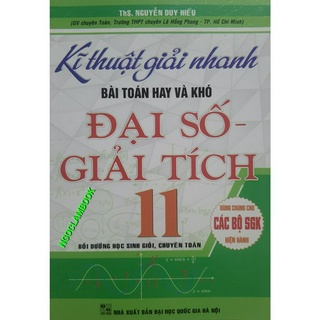 ThS. NGUYỄN DUY HIẾU
(GV chuyên Toán, Trường THPT chuyên Lê Hồng Phong - TP. Hồ Chí Minh)
Kĩ thuật giải nhanh
BÀI TOÁN HAY VÀ KHÓ
ĐẠI SỐ -
GIẢI TÍCH
11
DÙNG CHUNG CHO
CÁC BỘ SGK
HIỆN HÀNH
BỒI DƯỠNG HỌC SINH GIỎI, CHUYÊN TOÁN
NGOCLAMBOOK
NHÀ XUẤT BẢN ĐẠI HỌC QUỐC GIA HÀ NỘI